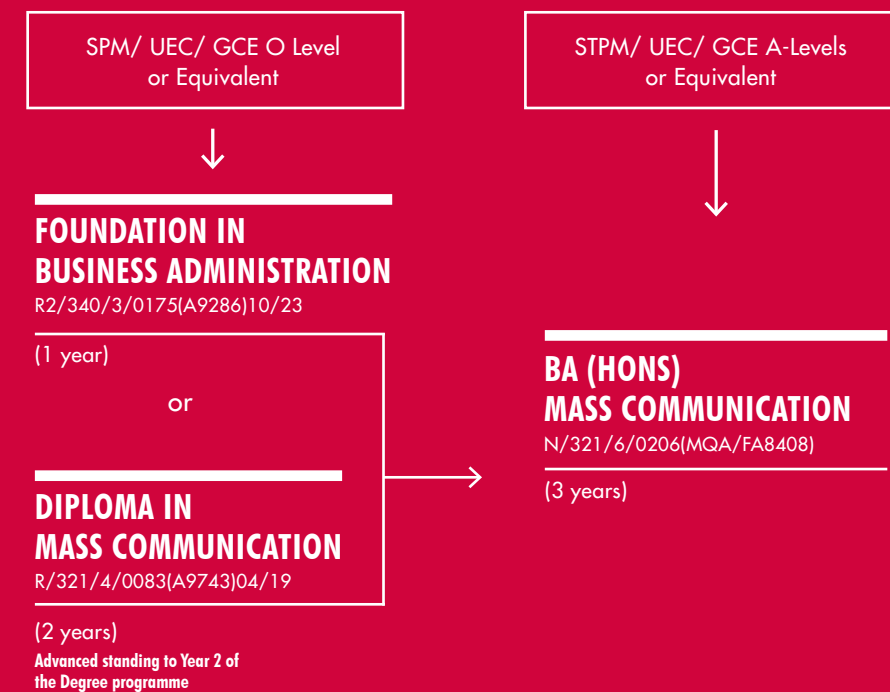 SPM/ UEC/ GCE O Level
or Equivalent
FOUNDATION IN
BUSINESS ADMINISTRATION
R2/340/3/0175(A9286)10/23
(1 year)
or
DIPLOMA IN
MASS COMMUNICATION
R/321/4/0083(A9743)04/19
(2 years)
Advanced standing to Year 2 of
the Degree programme
STPM/ UEC/ GCE A-Levels
or Equivalent
BA (HONS)
MASS COMMUNICATION
N/321/6/0206(MQA/FA8408)
(3 years)